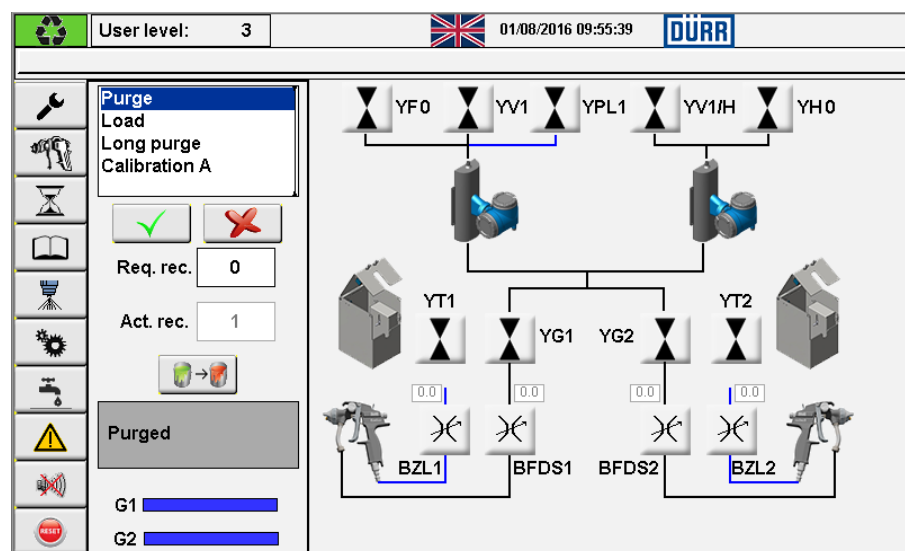 User level: 3
01/08/2016 09:55:39
DÜRR
Purge
Load
Long purge
Calibration A
Req. rec. 0
Act. rec. 1
Purged
G1
G2
YF0 YV1 YPL1 YV1/H YH0
YT1 YT2
YG1 YG2
0.0 0.0 0.0 0.0
BZL1 BFDS1 BFDS2 BZL2
RESET